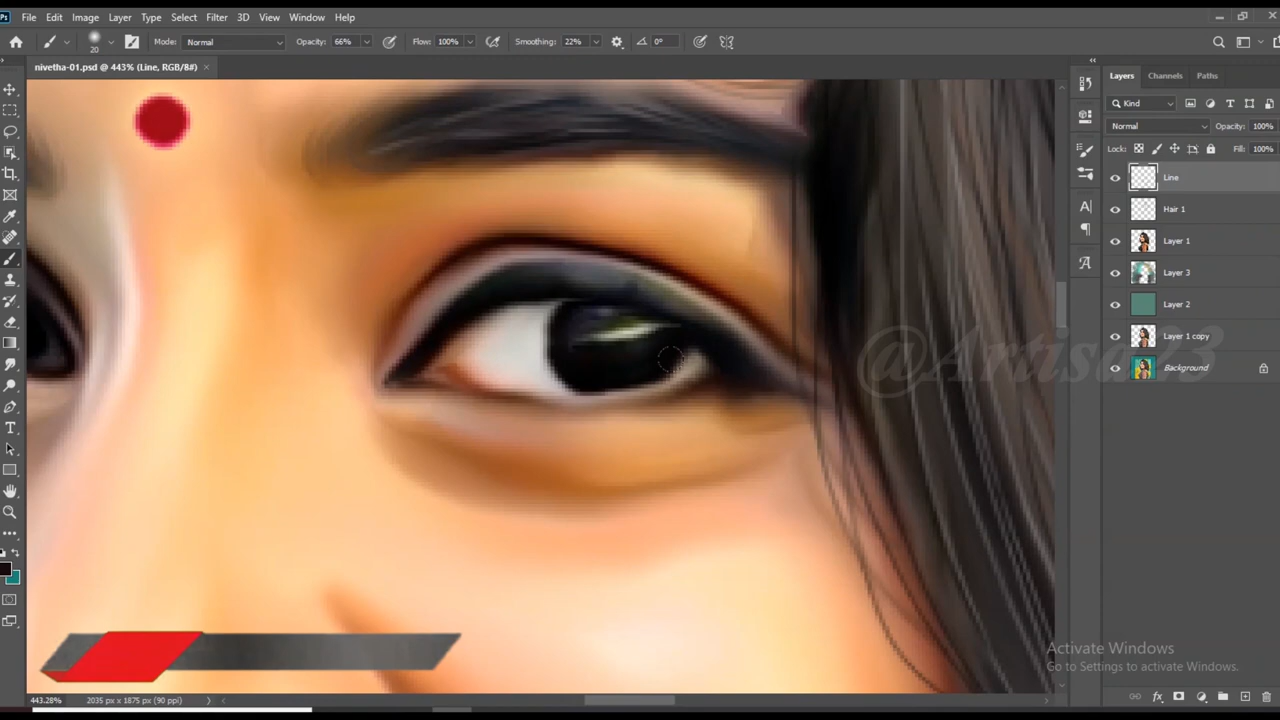 Ps File Edit Image Layer Type Select Filter 3D View Window Help
20 Mode: Normal Opacity: 66% Flow: 100% Smoothing: 22% 0°
nivetha-01.psd @ 443% (Line, RGB/8#) ×
Layers Channels Paths
Kind
Normal Opacity: 100%
Lock: Fill: 100%
Line
Hair 1
Layer 1
Layer 3
Layer 2
Layer 1 copy
Background
@Artisa23
Activate Windows
Go to Settings to activate Windows.
443.28% 2035 px x 1875 px (90 ppi)